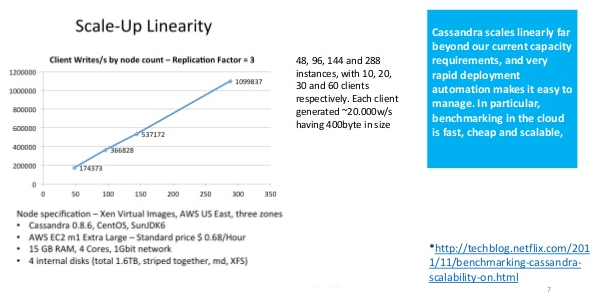 Scale-Up Linearity
Client Writes/s by node count – Replication Factor = 3
1200000
1000000
800000
600000
400000
200000
0
0 50 100 150 200 250 300 350
174373
366828
537172
1099837
48, 96, 144 and 288
instances, with 10, 20,
30 and 60 clients
respectively. Each client
generated ~20.000w/s
having 400byte in size
Cassandra scales linearly far
beyond our current capacity
requirements, and very
rapid deployment
automation makes it easy to
manage. In particular,
benchmarking in the cloud
is fast, cheap and scalable,
Node specification – Xen Virtual Images, AWS US East, three zones
• Cassandra 0.8.6, CentOS, SunJDK6
• AWS EC2 m1 Extra Large – Standard price $ 0.68/Hour
• 15 GB RAM, 4 Cores, 1Gbit network
• 4 internal disks (total 1.6TB, striped together, md, XFS)
*http://techblog.netflix.com/201
1/11/benchmarking-cassandra-
scalability-on.html
7